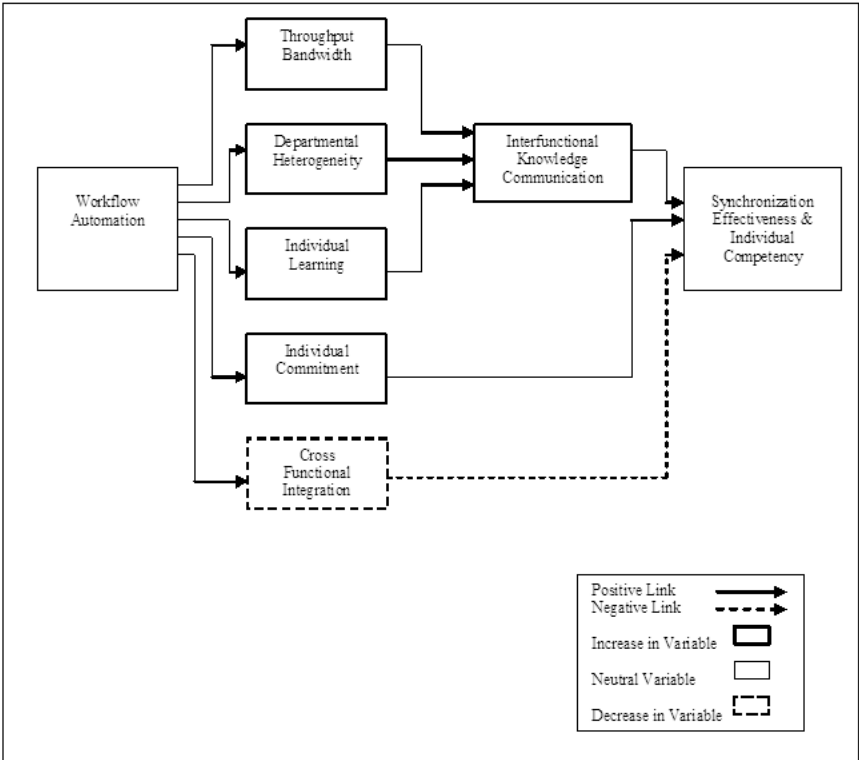 Throughput
Bandwidth
Departmental
Heterogeneity
Interfunctional
Knowledge
Communication
Workflow
Automation
Synchronization
Effectiveness &
Individual
Competency
Individual
Learning
Individual
Commitment
Cross
Functional
Integration
Positive Link
Negative Link
Increase in Variable
Neutral Variable
Decrease in Variable